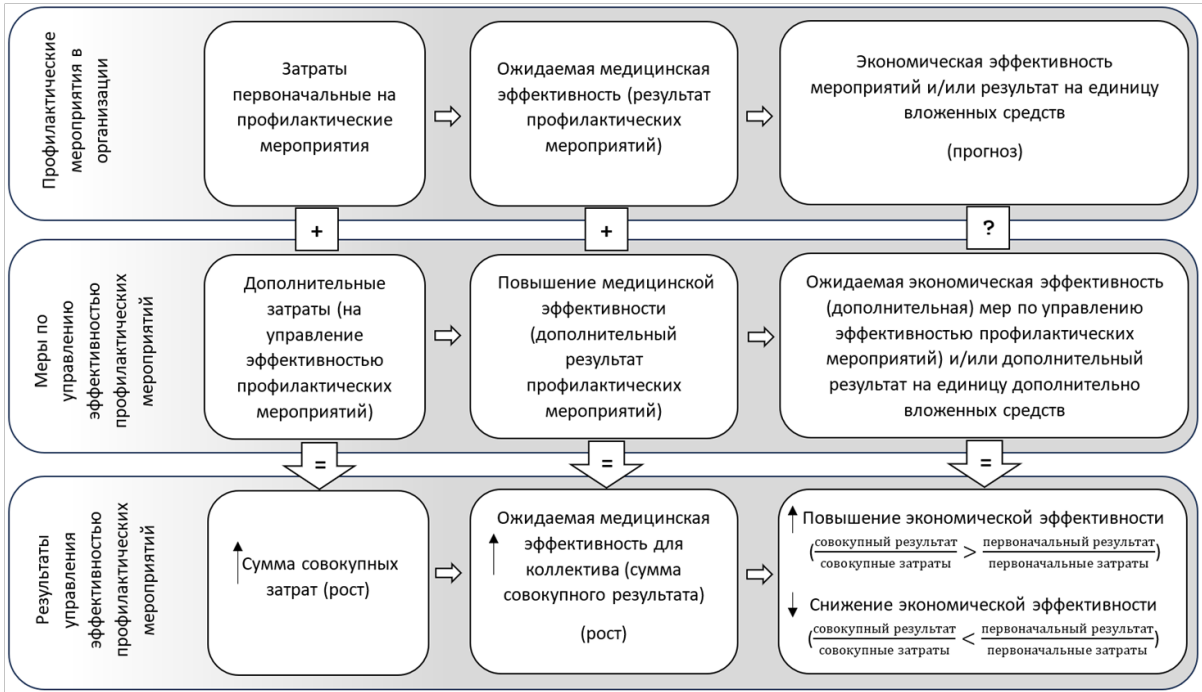 Профилактические
мероприятия в
организации
Затраты
первоначальные на
профилактические
мероприятия
Ожидаемая медицинская
эффективность (результат
профилактических
мероприятий)
Экономическая эффективность
мероприятий и/или результат на единицу
вложенных средств
(прогноз)
+
+
?
Меры по
управлению
эффективностью
профилактических
мероприятий
Дополнительные
затраты (на
управление
эффективностью
профилактических
мероприятий)
Повышение медицинской
эффективности
(дополнительный
результат
профилактических
мероприятий)
Ожидаемая экономическая эффективность
(дополнительная) мер по управлению
эффективностью профилактических
мероприятий) и/или дополнительный
результат на единицу дополнительно
вложенных средств
=
=
=
Результаты
управления
эффективностью
профилактических
мероприятий
Сумма совокупных
затрат (рост)
Ожидаемая медицинская
эффективность для
коллектива (сумма
совокупного результата)
(рост)
Повышение экономической эффективности
(совокупный результат/совокупные затраты > первоначальный результат/первоначальные затраты)
Снижение экономической эффективности
(совокупный результат/совокупные затраты < первоначальный результат/первоначальные затраты)